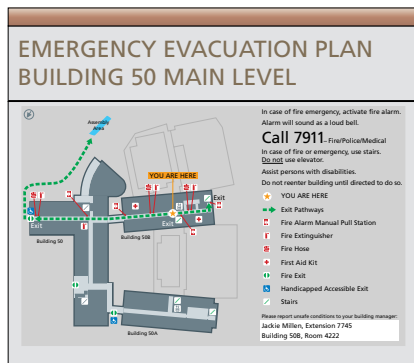 EMERGENCY EVACUATION PLAN
BUILDING 50 MAIN LEVEL
Assembly
Area
YOU ARE HERE
Exit
Exit
Exit
Building 50
Building 50B
Building 50A
In case of fire emergency, activate fire alarm.
Alarm will sound as a loud bell.
Call 7911– Fire/Police/Medical
In case of fire or emergency, use stairs.
Do not use elevator.
Assist persons with disabilities.
Do not reenter building until directed to do so.
YOU ARE HERE
Exit Pathways
Fire Alarm Manual Pull Station
Fire Extinguisher
Fire Hose
First Aid Kit
Fire Exit
Handicapped Accessible Exit
Stairs
Please report unsafe conditions to your building manager:
Jackie Millen, Extension 7745
Building 50B, Room 4222